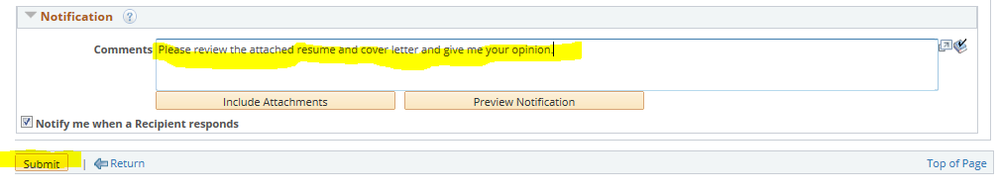 Notification ?
Comments Please review the attached resume and cover letter and give me your opinion.
Include Attachments Preview Notification
Notify me when a Recipient responds
Submit | Return Top of Page